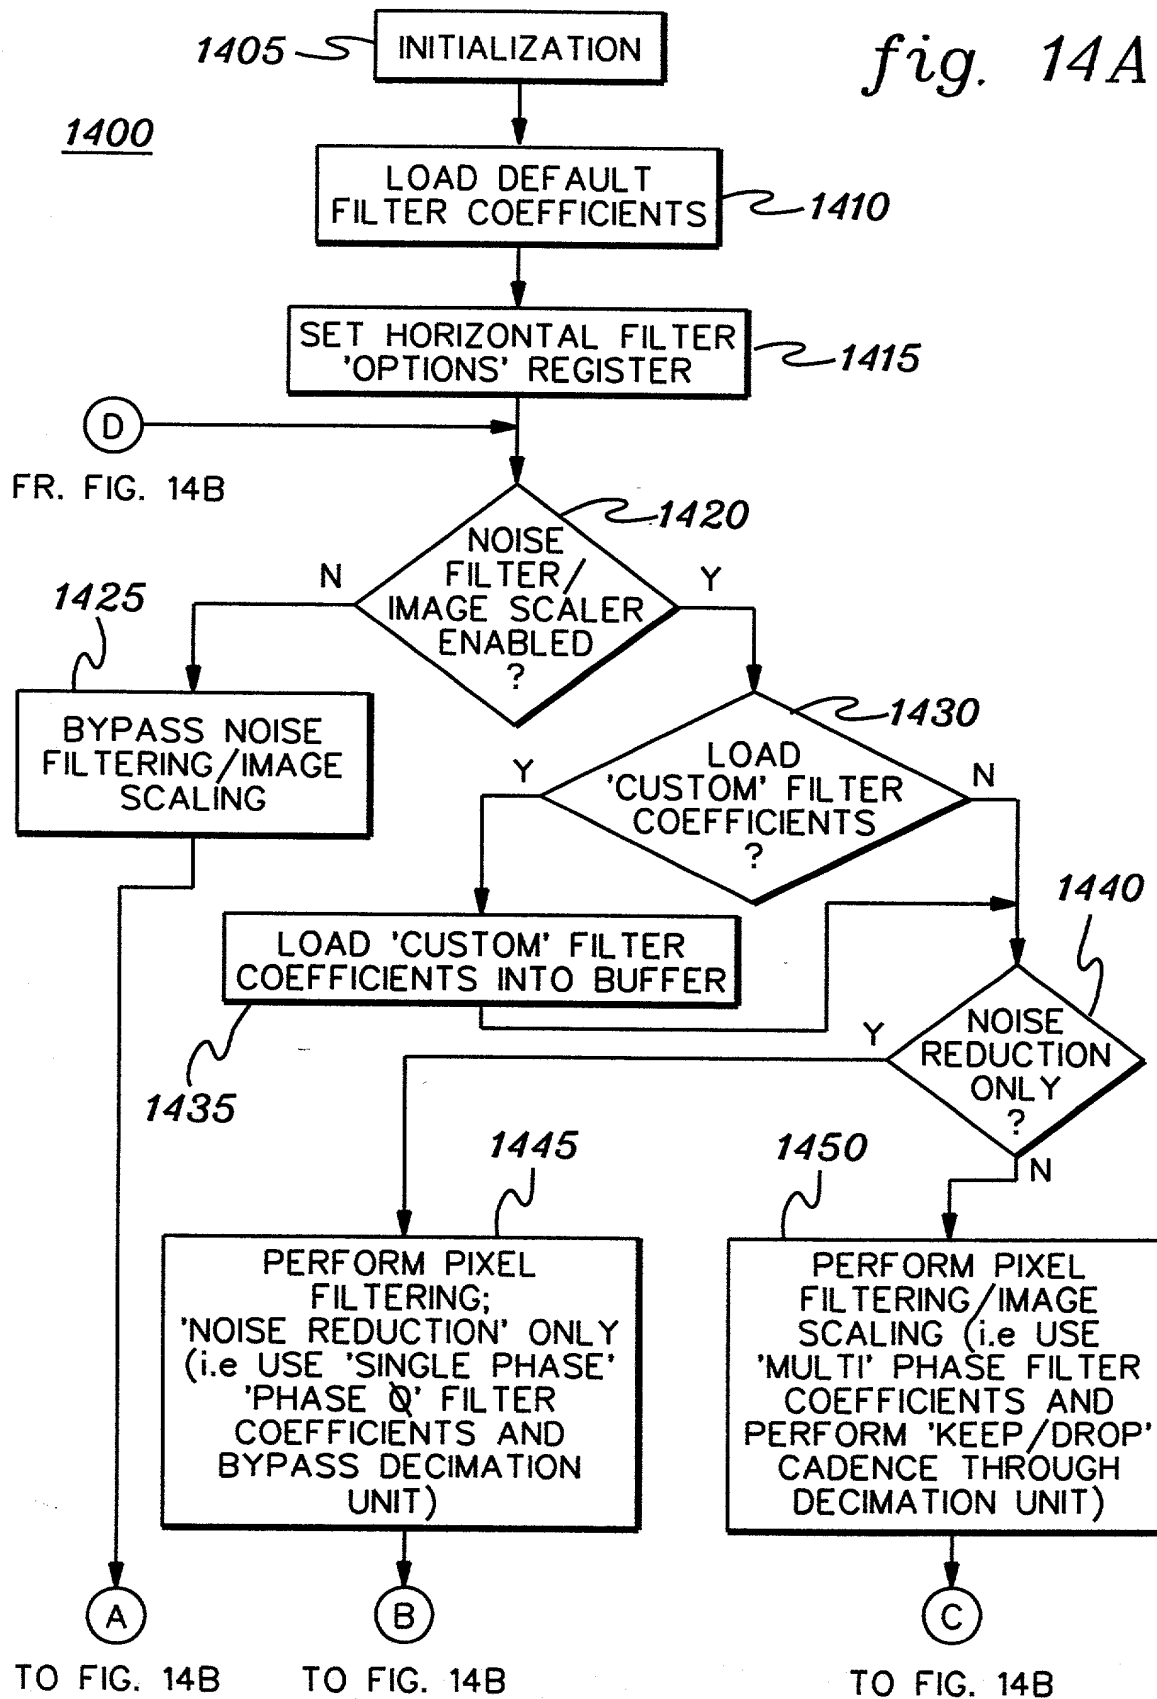 fig. 14A
1400
1405
INITIALIZATION
LOAD DEFAULT
FILTER COEFFICIENTS
1410
SET HORIZONTAL FILTER
'OPTIONS' REGISTER
1415
D
FR. FIG. 14B
1420
NOISE
FILTER/
IMAGE SCALER
ENABLED
?
N
Y
1425
BYPASS NOISE
FILTERING/IMAGE
SCALING
1430
LOAD
'CUSTOM' FILTER
COEFFICIENTS
?
Y
N
LOAD 'CUSTOM' FILTER
COEFFICIENTS INTO BUFFER
1435
1440
NOISE
REDUCTION
ONLY
?
Y
N
1445
PERFORM PIXEL
FILTERING;
'NOISE REDUCTION' ONLY
(i.e USE 'SINGLE PHASE'
'PHASE 0' FILTER
COEFFICIENTS AND
BYPASS DECIMATION
UNIT)
1450
PERFORM PIXEL
FILTERING/IMAGE
SCALING (i.e USE
'MULTI' PHASE FILTER
COEFFICIENTS AND
PERFORM 'KEEP/DROP'
CADENCE THROUGH
DECIMATION UNIT)
A
TO FIG. 14B
B
TO FIG. 14B
C
TO FIG. 14B